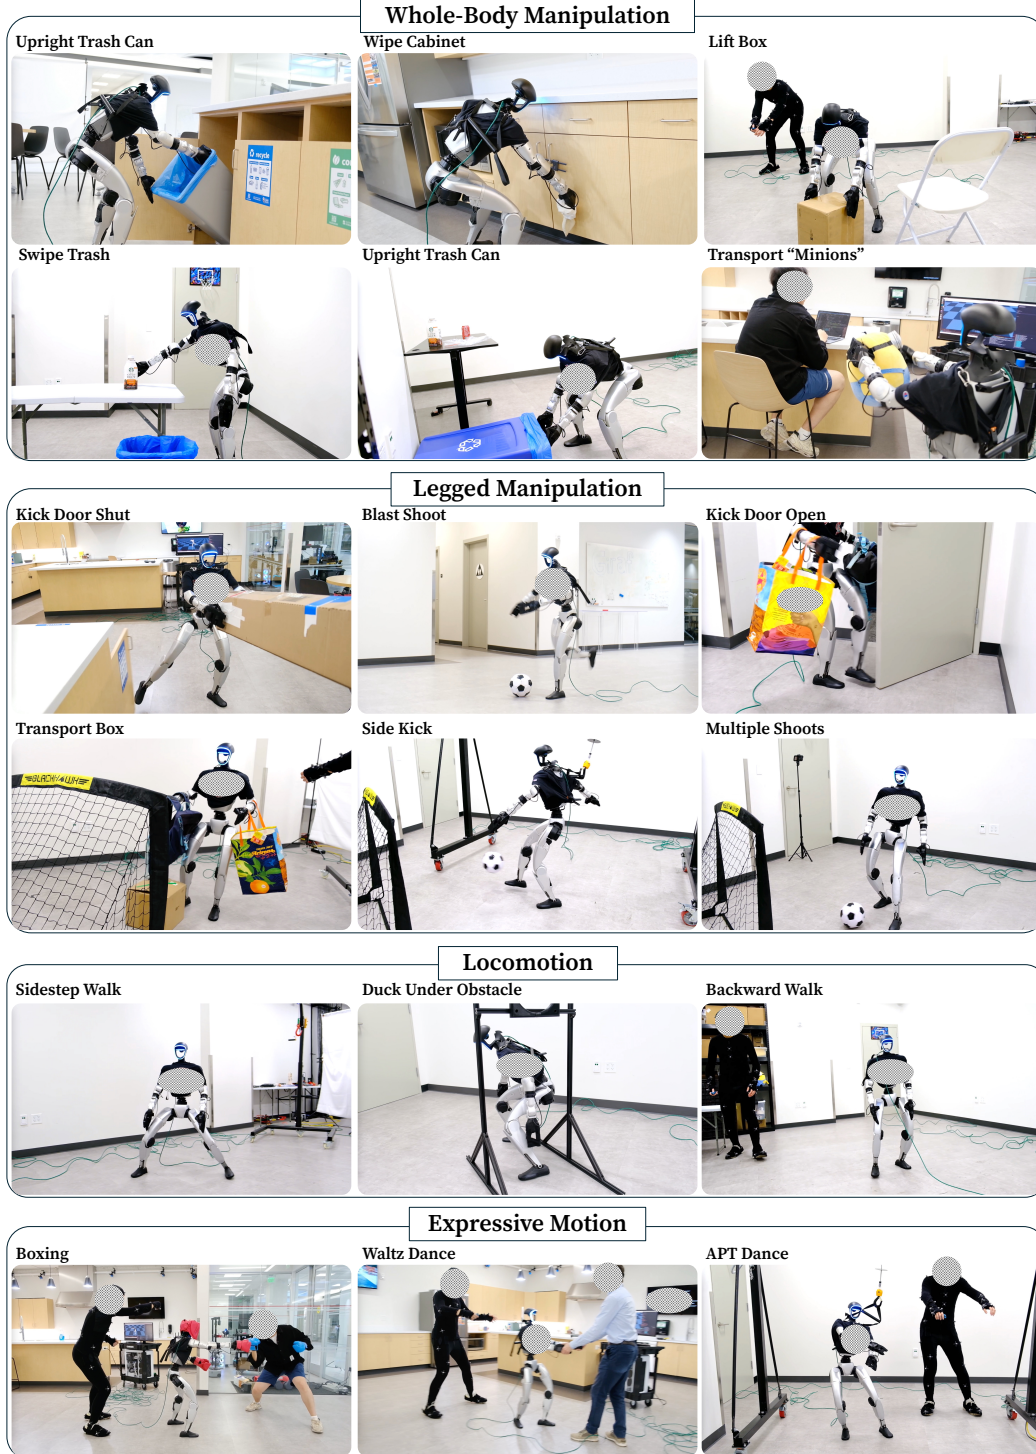 Whole-Body Manipulation
Upright Trash Can
Wipe Cabinet
Lift Box
recycle
Swipe Trash
Upright Trash Can
Transport “Minions”
Legged Manipulation
Kick Door Shut
Blast Shoot
Kick Door Open
Transport Box
Side Kick
Multiple Shoots
Locomotion
Sidestep Walk
Duck Under Obstacle
Backward Walk
Expressive Motion
Boxing
Waltz Dance
APT Dance